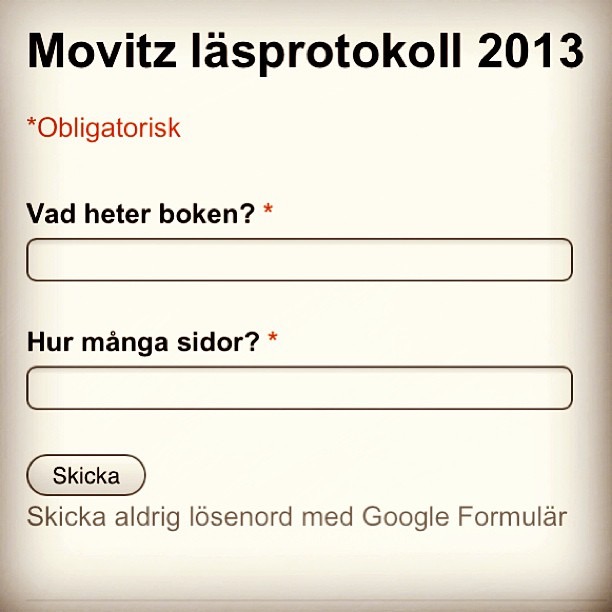 Movitz läsprotokoll 2013
*Obligatorisk
Vad heter boken? *
Hur många sidor? *
Skicka
Skicka aldrig lösenord med Google Formulär